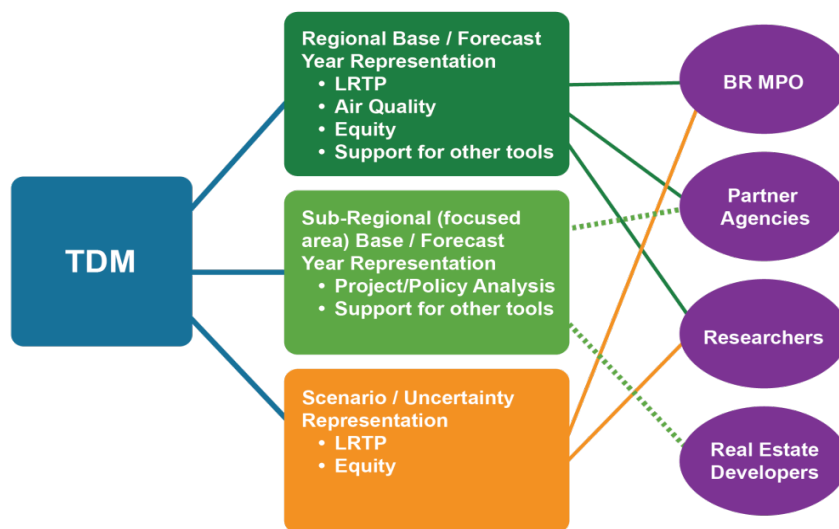 TDM
Regional Base / Forecast
Year Representation
• LRTP
• Air Quality
• Equity
• Support for other tools
Sub-Regional (focused
area) Base / Forecast
Year Representation
• Project/Policy Analysis
• Support for other tools
Scenario / Uncertainty
Representation
• LRTP
• Equity
BR MPO
Partner
Agencies
Researchers
Real Estate
Developers